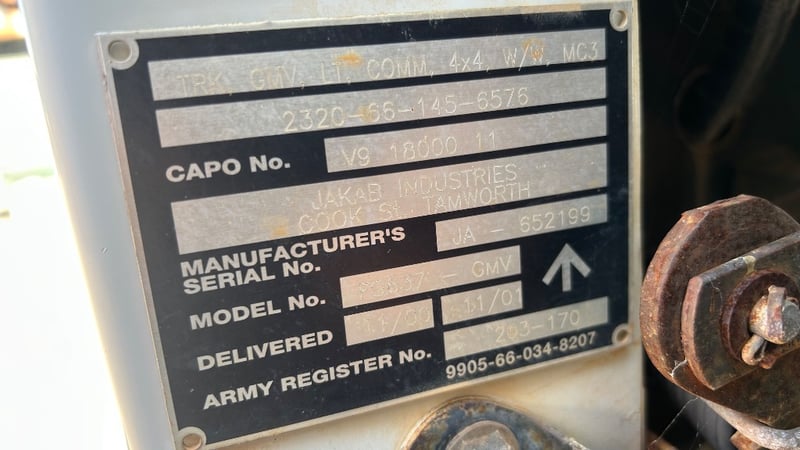 TRK, GMV, LT, COMM, 4x4, W/W, MC3
2320-66-145-6576
CAPO No. V9 18000 11
JAKAB INDUSTRIES
COOK St. TAMWORTH
MANUFACTURER'S
SERIAL No. JA - 652199
MODEL No. - GMV
DELIVERED 11/01
ARMY REGISTER No. 203-170
9905-66-034-8207